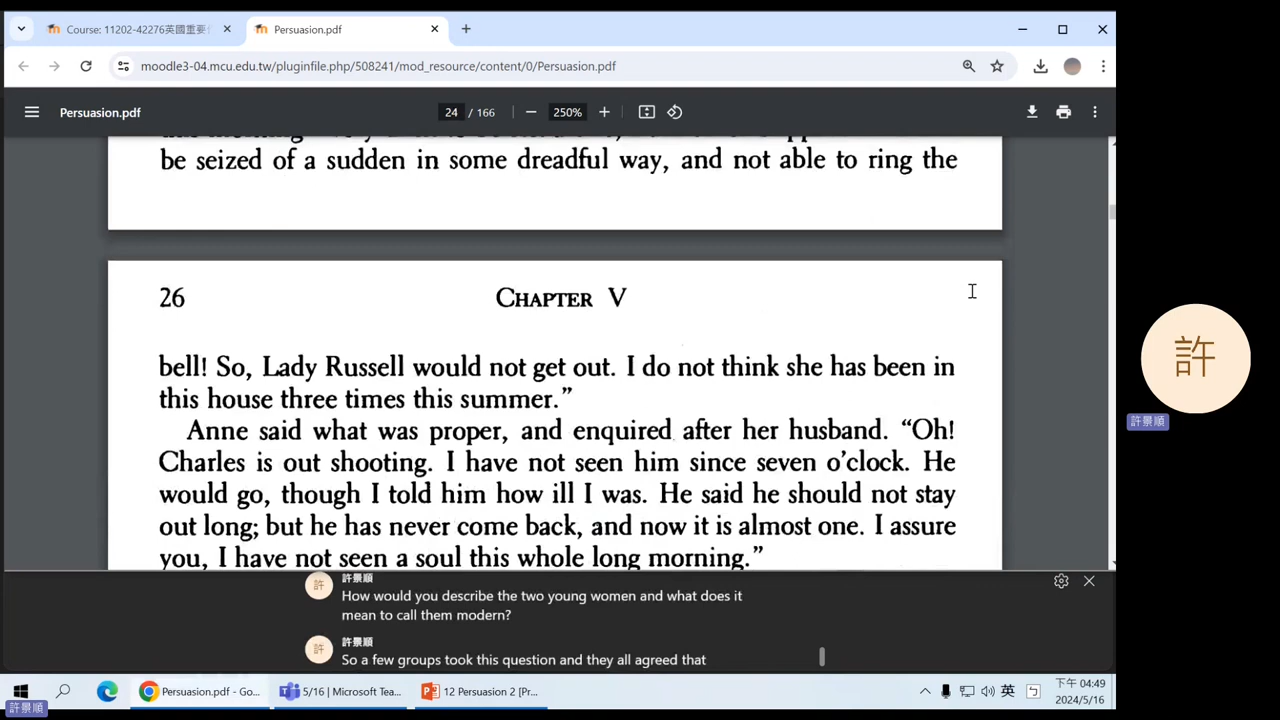 Course: 11202-42276英國重要
Persuasion.pdf
moodle3-04.mcu.edu.tw/pluginfile.php/508241/mod_resource/content/0/Persuasion.pdf
Persuasion.pdf
24 / 166
250%
be seized of a sudden in some dreadful way, and not able to ring the
26 CHAPTER V
bell! So, Lady Russell would not get out. I do not think she has been in
this house three times this summer.”
Anne said what was proper, and enquired after her husband. “Oh!
Charles is out shooting. I have not seen him since seven o’clock. He
would go, though I told him how ill I was. He said he should not stay
out long; but he has never come back, and now it is almost one. I assure
you, I have not seen a soul this whole long morning.”
許
許景順
許
許景順
How would you describe the two young women and what does it
mean to call them modern?
許
許景順
So a few groups took this question and they all agreed that
Persuasion.pdf - Go...
5/16 | Microsoft Tea...
12 Persuasion 2 [Pr...
英
下午 04:49
2024/5/16
許景順